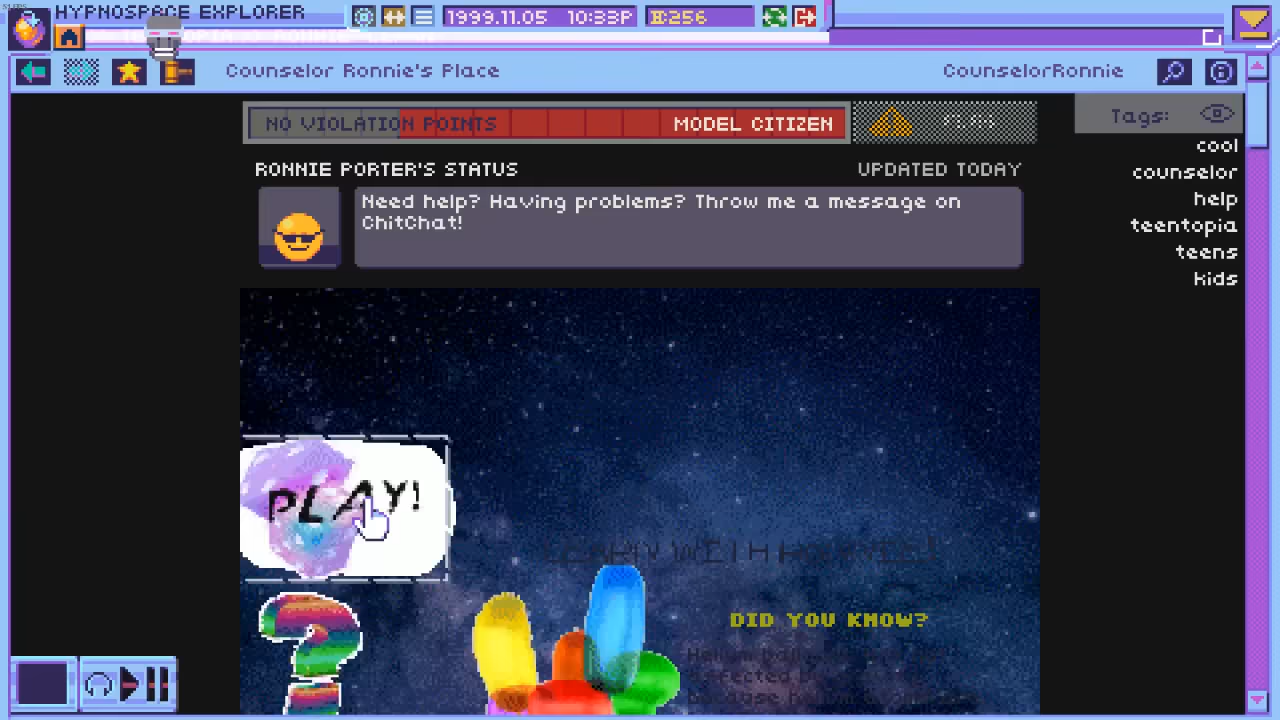 HYPNOSPACE EXPLORER
1999.11.05 10:33P
256
Counselor Ronnie's Place
CounselorRonnie
NO VIOLATION POINTS
MODEL CITIZEN
Tags:
cool
counselor
help
teentopia
teens
kids
RONNIE PORTER'S STATUS
UPDATED TODAY
Need help? Having problems? Throw me a message on
ChitChat!
PLAY!
DID YOU KNOW?